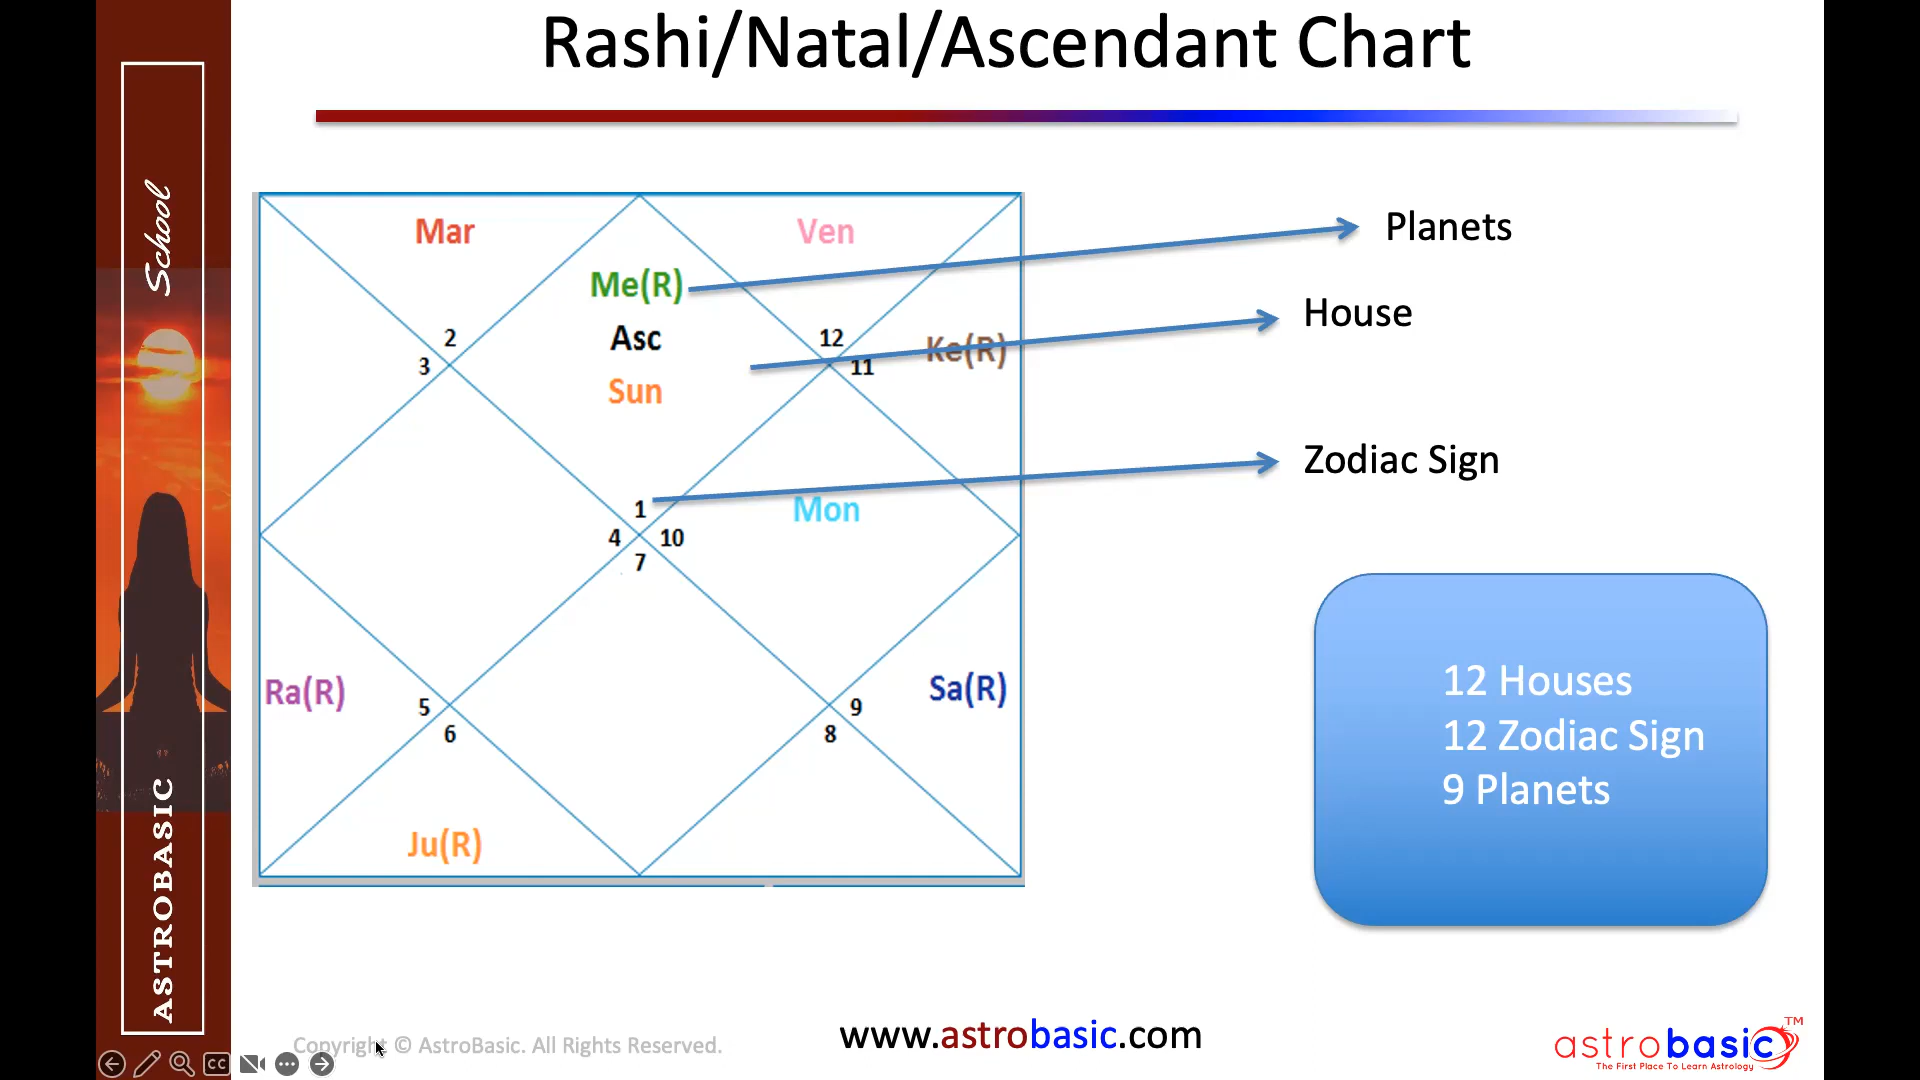 Rashi/Natal/Ascendant Chart
School
ASTROBASIC
Mar
Ven
Me(R)
Asc
Sun
2
3
12
11
Ke(R)
1
4
10
7
Mon
Ra(R)
5
6
9
8
Sa(R)
Ju(R)
Planets
House
Zodiac Sign
12 Houses
12 Zodiac Sign
9 Planets
Copyright © AstroBasic. All Rights Reserved.
www.astrobasic.com
astrobasic™
The First Place To Learn Astrology
CC